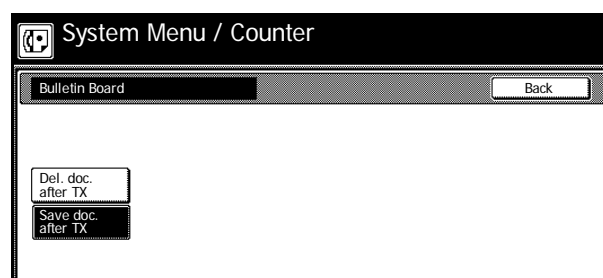 System Menu / Counter
Bulletin Board
Back
Del. doc.
after TX
Save doc.
after TX